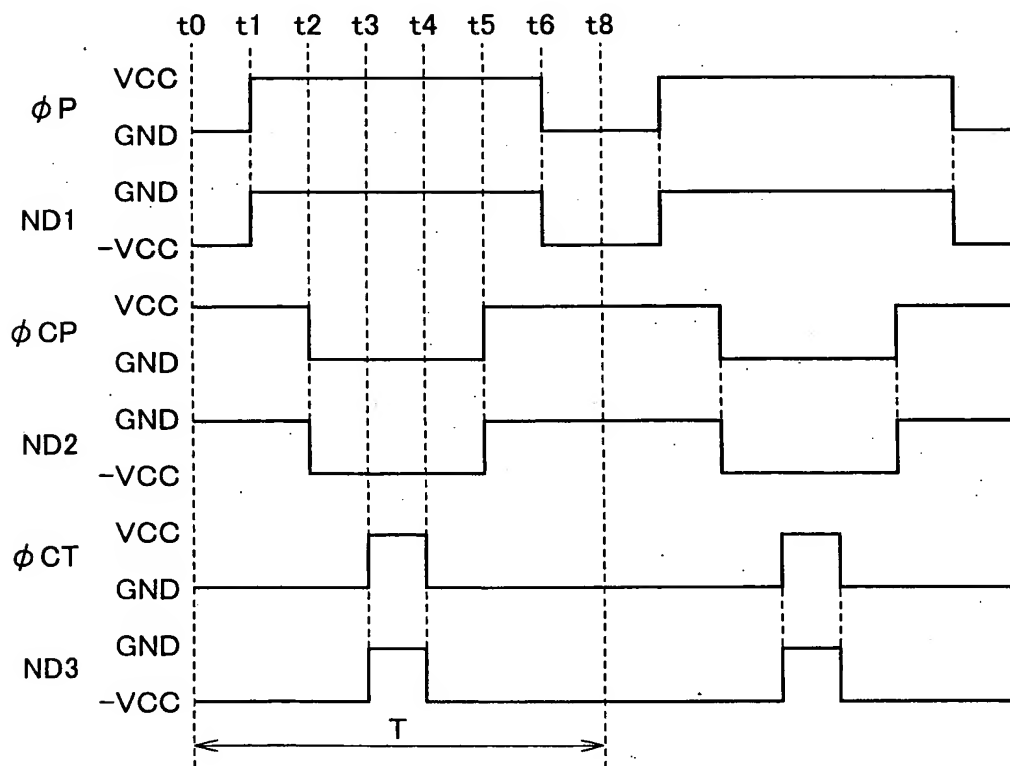 t0 t1 t2 t3 t4 t5 t6 t8
VCC
φP
GND
GND
ND1
-VCC
VCC
φCP
GND
GND
ND2
-VCC
VCC
φCT
GND
GND
ND3
-VCC
T